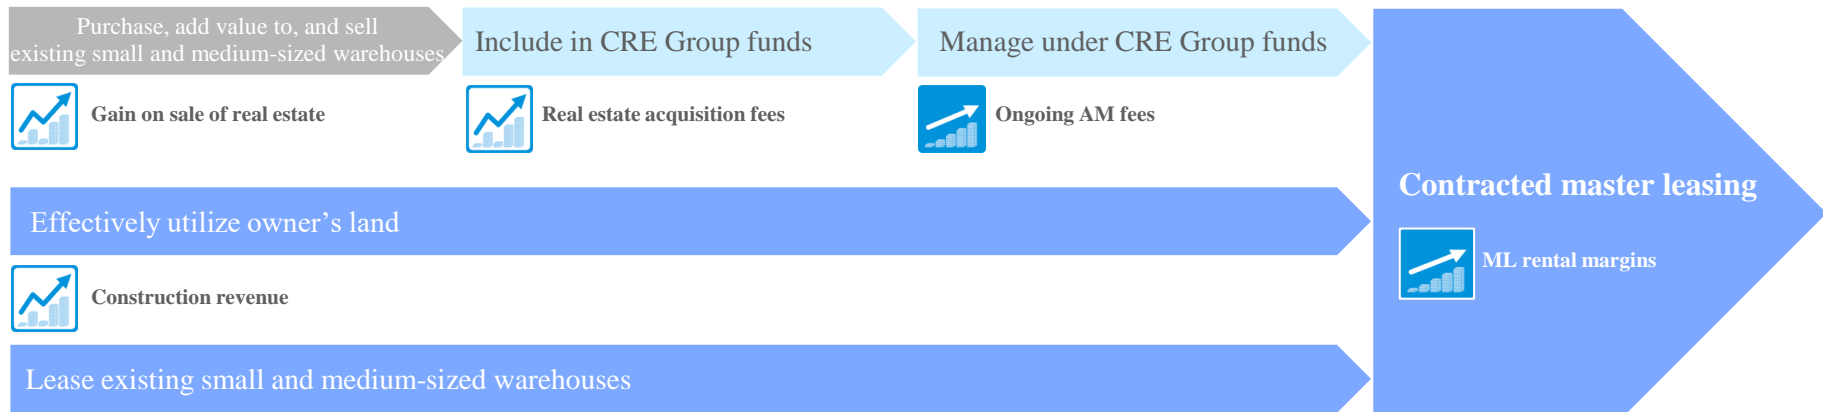 Purchase, add value to, and sell
existing small and medium-sized warehouses
Include in CRE Group funds
Manage under CRE Group funds
Gain on sale of real estate
Real estate acquisition fees
Ongoing AM fees
Contracted master leasing
ML rental margins
Effectively utilize owner’s land
Construction revenue
Lease existing small and medium-sized warehouses